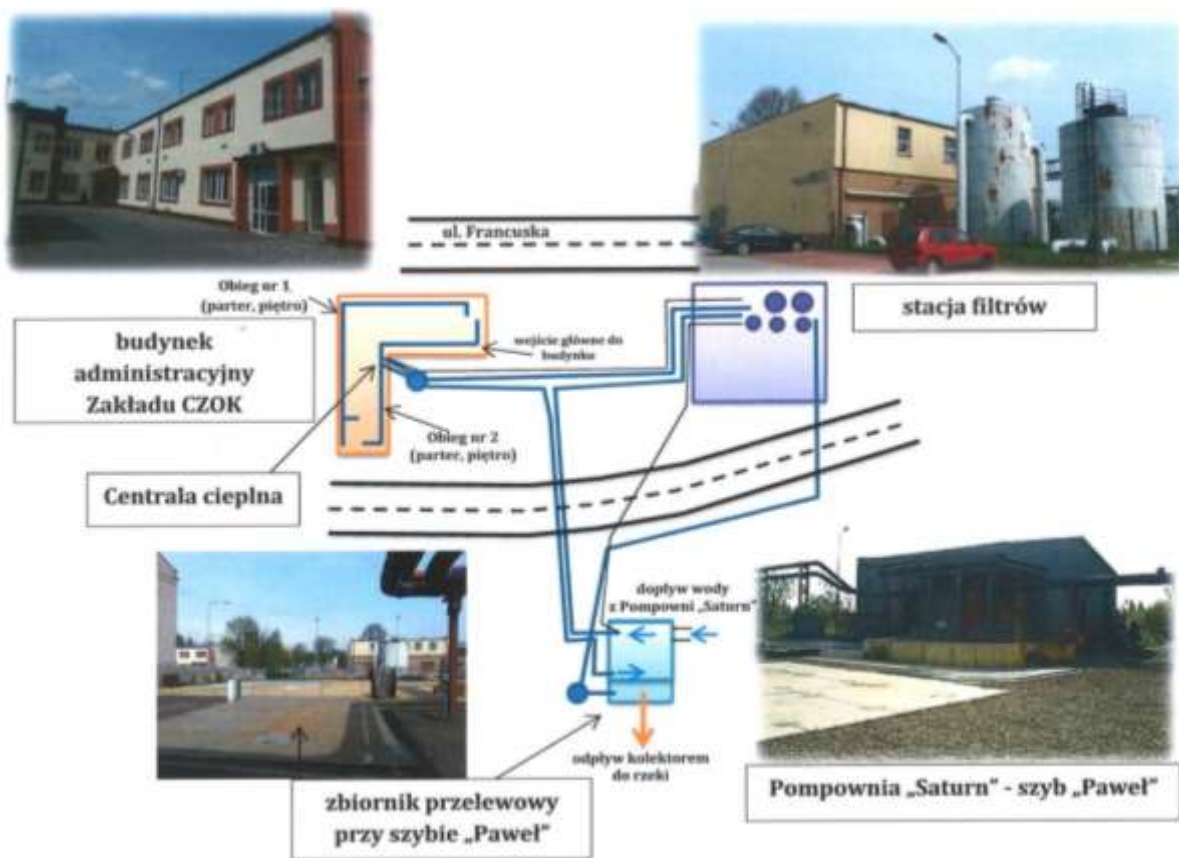 ul. Francuska
Obieg nr 1
(parter, piętro)
stacja filtrów
budynek
administracyjny
Zakładu CZOK
wejście główne do
budynku
Obieg nr 2
(parter, piętro)
Centrala cieplna
dopływ wody
z Pompowni „Saturn”
odpływ kolektorem
do rzeki
zbiornik przelewowy
przy szybie „Paweł”
Pompownia „Saturn” - szyb „Paweł”